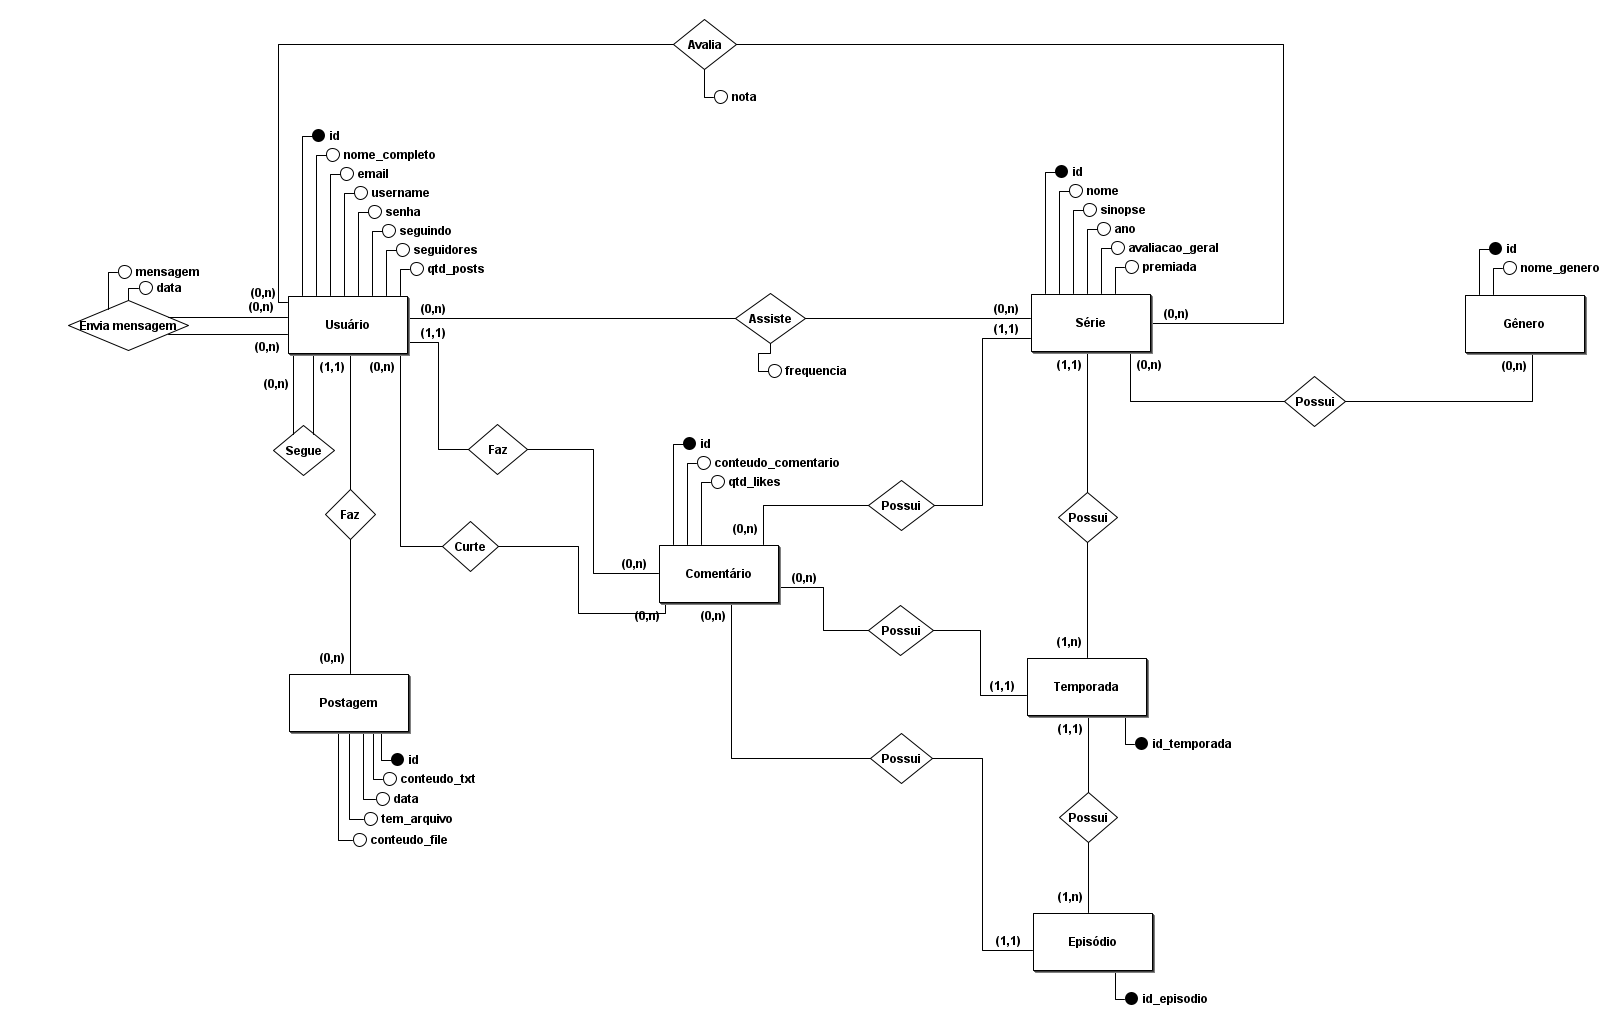 Avalia
nota
id
nome_completo
email
username
senha
seguindo
seguidores
qtd_posts
id
nome
sinopse
ano
avaliacao_geral
premiada
id
nome_genero
mensagem
data
Envia mensagem
(0,n)
(0,n)
(0,n)
Usuário
(0,n)
(1,1)
Assiste
frequencia
(0,n)
(1,1)
Série
(0,n)
Gênero
(0,n)
(1,1)
(0,n)
(1,1)
(0,n)
(0,n)
Possui
Segue
Faz
id
conteudo_comentario
qtd_likes
Possui
Faz
Curte
(0,n)
(0,n)
Comentário
(0,n)
(0,n)
(0,n)
Possui
Possui
(1,n)
(0,n)
Postagem
(1,1)
Temporada
(1,1)
id_temporada
id
conteudo_txt
data
tem_arquivo
conteudo_file
Possui
Possui
(1,n)
(1,1)
Episódio
id_episodio